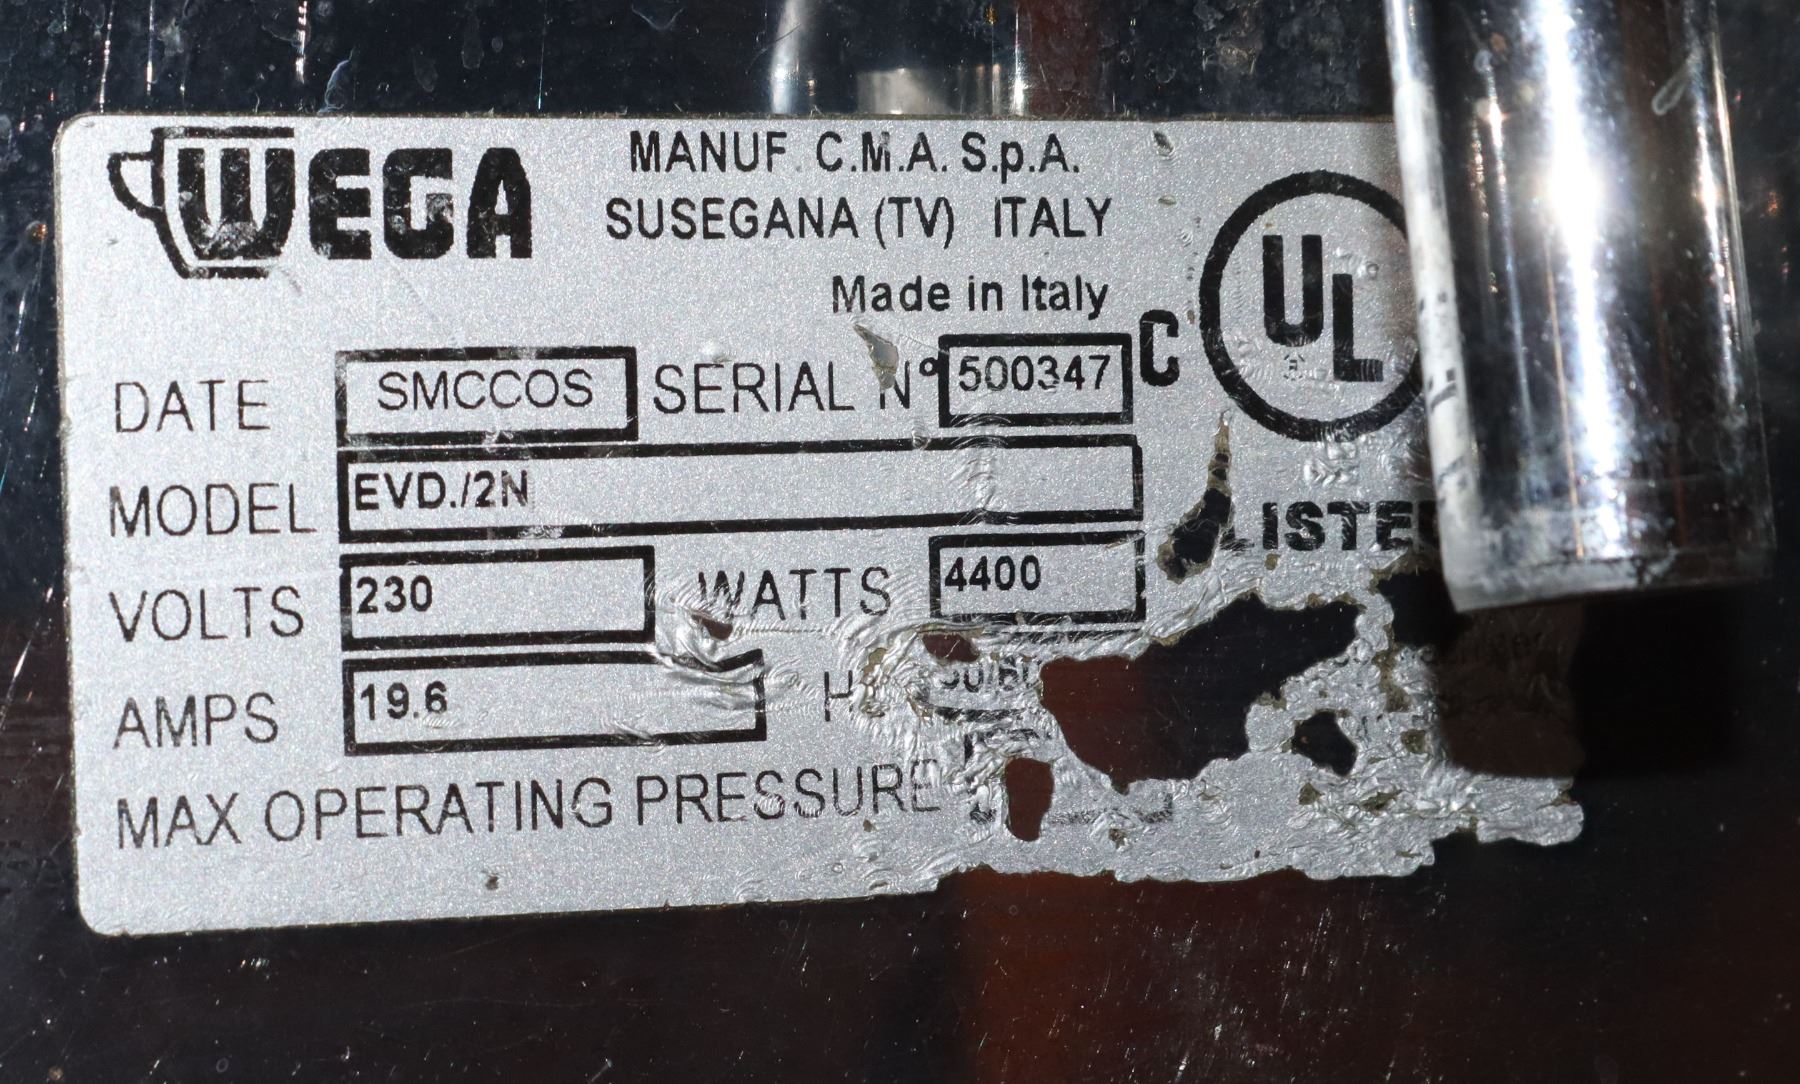 WEGA
MANUF. C.M.A. S.p.A.
SUSEGANA (TV) ITALY
Made in Italy
C UL
LISTED
DATE SMCCOS SERIAL N° 500347
MODEL EVD./2N
VOLTS 230 WATTS 4400
AMPS 19.6
MAX OPERATING PRESSURE